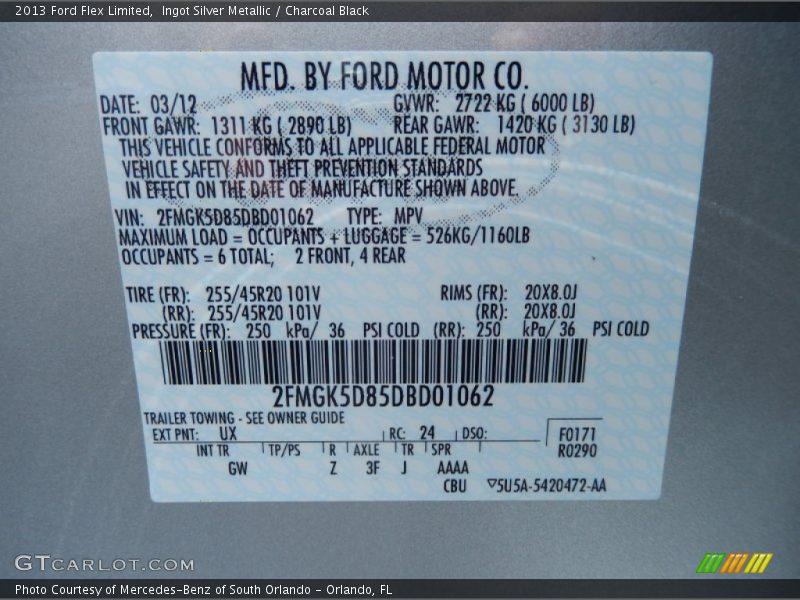 2013 Ford Flex Limited, Ingot Silver Metallic / Charcoal Black
MFD. BY FORD MOTOR CO.
DATE: 03/12 GVWR: 2722 KG ( 6000 LB)
FRONT GAWR: 1311 KG ( 2890 LB) REAR GAWR: 1420 KG ( 3130 LB)
THIS VEHICLE CONFORMS TO ALL APPLICABLE FEDERAL MOTOR
VEHICLE SAFETY AND THEFT PREVENTION STANDARDS
IN EFFECT ON THE DATE OF MANUFACTURE SHOWN ABOVE.
VIN: 2FMGK5D85DBD01062 TYPE: MPV
MAXIMUM LOAD = OCCUPANTS + LUGGAGE = 526KG/1160LB
OCCUPANTS = 6 TOTAL; 2 FRONT, 4 REAR
TIRE (FR): 255/45R20 101V RIMS (FR): 20X8.0J
(RR): 255/45R20 101V (RR): 20X8.0J
PRESSURE (FR): 250 kPa/ 36 PSI COLD (RR): 250 kPa/ 36 PSI COLD
2FMGK5D85DBD01062
TRAILER TOWING - SEE OWNER GUIDE
EXT PNT: UX RC: 24 DSO: F0171
INT TR TP/PS R AXLE TR SPR R0290
GW Z 3F J AAAA
CBU ▽5U5A-5420472-AA
GTCARLOT.COM
Photo Courtesy of Mercedes-Benz of South Orlando - Orlando, FL